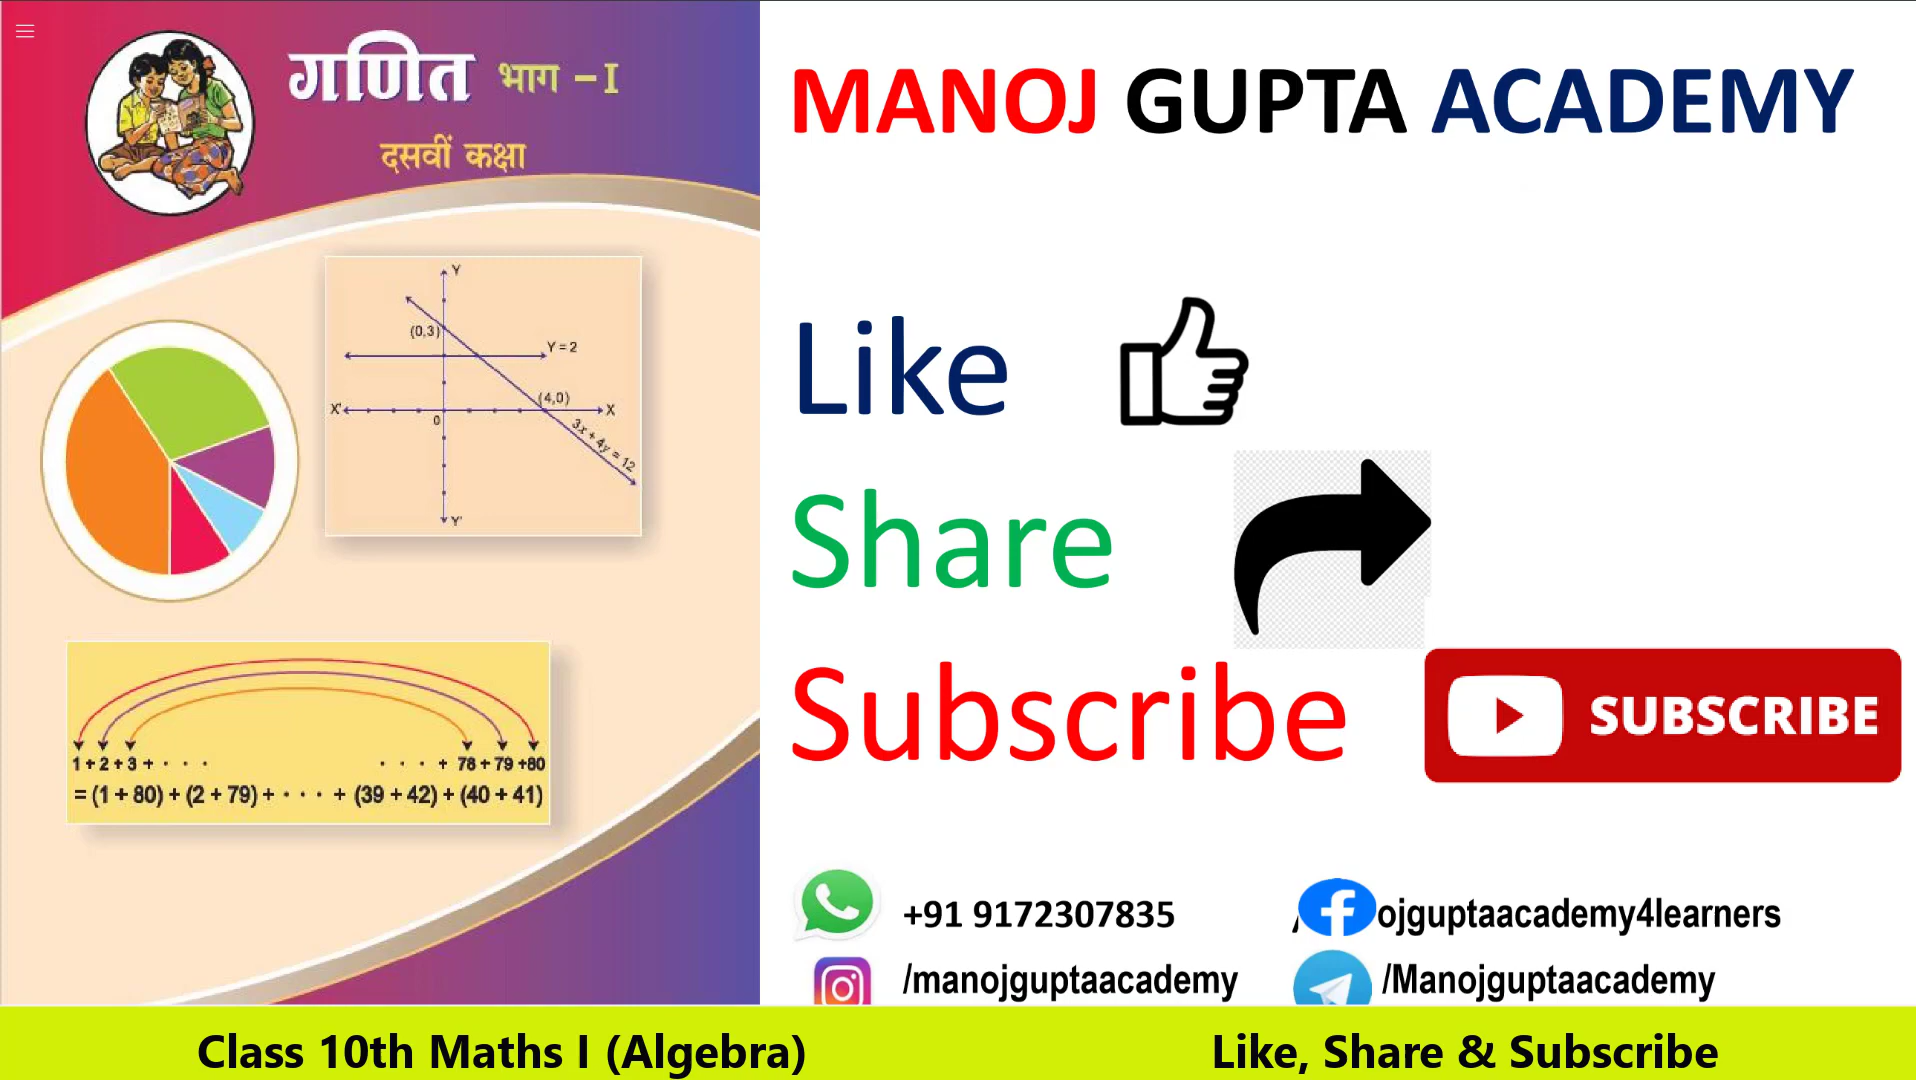 गणित भाग – I
दसवीं कक्षा
Y
(0,3)
Y = 2
(4,0)
X'
X
0
3x + 4y = 12
Y'
1 + 2 + 3 + · · · · · · + 78 + 79 +80
= (1 + 80) + (2 + 79) + · · · + (39 + 42) + (40 + 41)
MANOJ GUPTA ACADEMY
Like
Share
Subscribe
SUBSCRIBE
+91 9172307835
ojguptaacademy4learners
/manojguptaacademy
/Manojguptaacademy
Class 10th Maths I (Algebra)
Like, Share & Subscribe